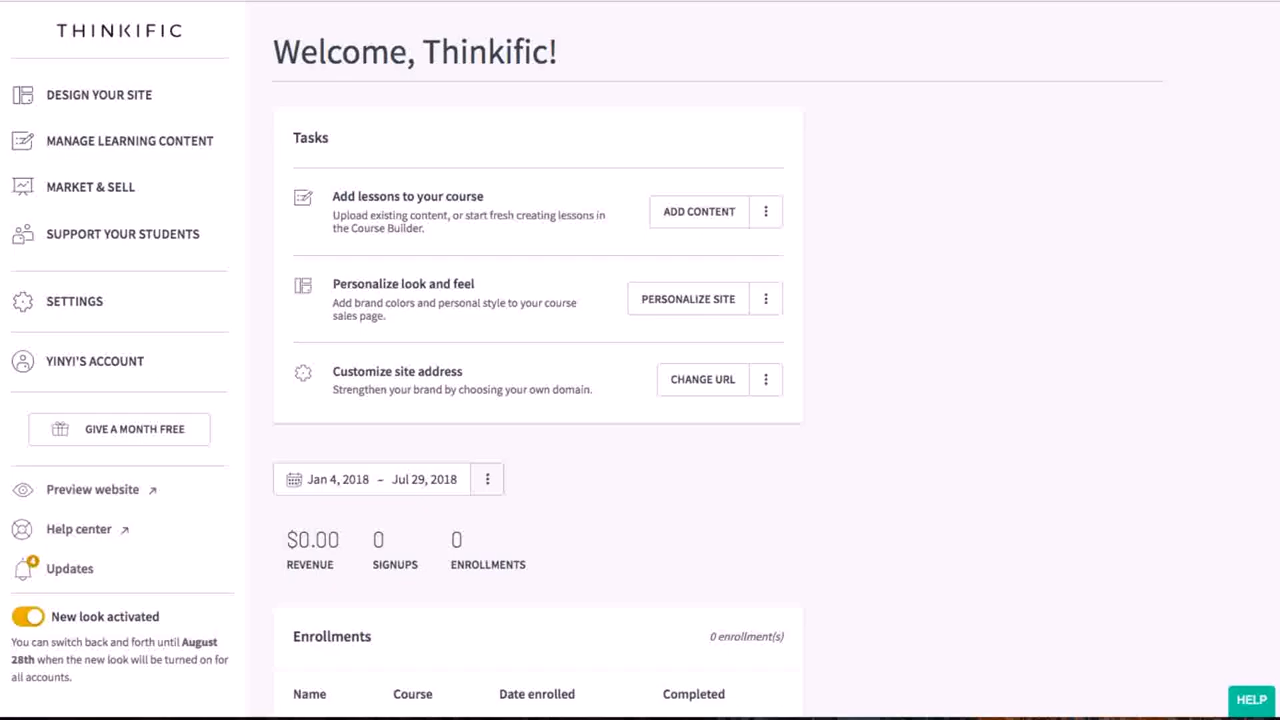 THINKIFIC
DESIGN YOUR SITE
MANAGE LEARNING CONTENT
MARKET & SELL
SUPPORT YOUR STUDENTS
SETTINGS
YINYI'S ACCOUNT
GIVE A MONTH FREE
Preview website
Help center
4
Updates
New look activated
You can switch back and forth until August
28th when the new look will be turned on for
all accounts.
Welcome, Thinkific!
Tasks
Add lessons to your course
Upload existing content, or start fresh creating lessons in
the Course Builder.
ADD CONTENT
Personalize look and feel
Add brand colors and personal style to your course
sales page.
PERSONALIZE SITE
Customize site address
Strengthen your brand by choosing your own domain.
CHANGE URL
Jan 4, 2018 ~ Jul 29, 2018
$0.00 0 0
REVENUE SIGNUPS ENROLLMENTS
Enrollments 0 enrollment(s)
Name Course Date enrolled Completed
HELP